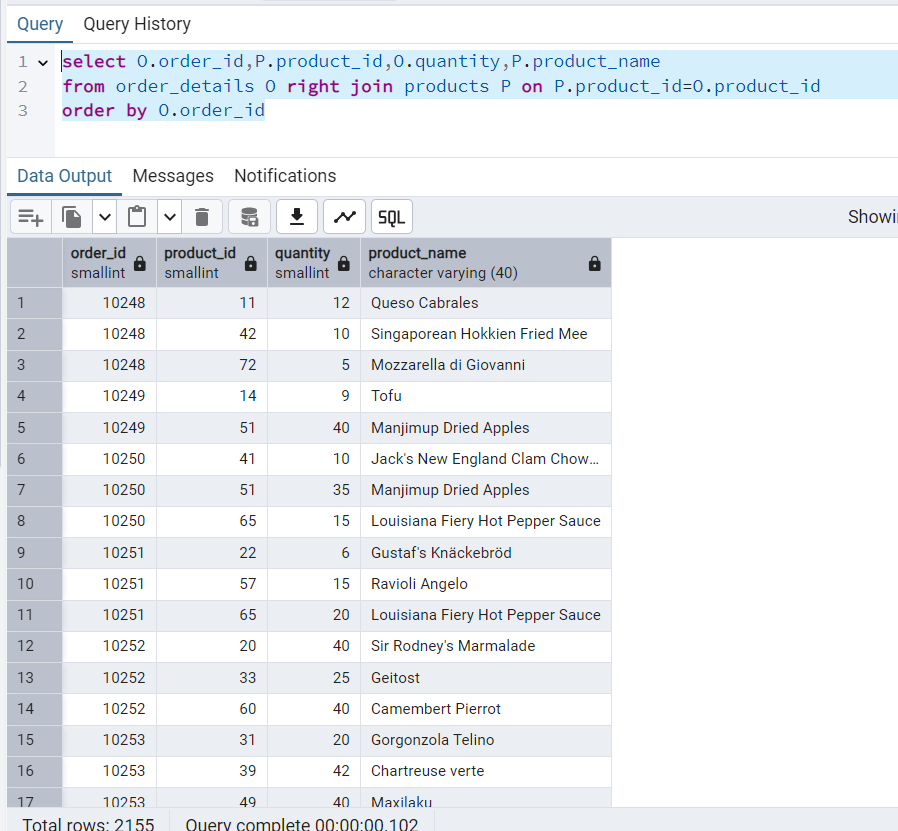 Query Query History
1 select O.order_id,P.product_id,O.quantity,P.product_name
2 from order_details O right join products P on P.product_id=O.product_id
3 order by O.order_id
Data Output Messages Notifications
SQL Showi
order_id product_id quantity product_name
smallint smallint smallint character varying (40)
1 10248 11 12 Queso Cabrales
2 10248 42 10 Singaporean Hokkien Fried Mee
3 10248 72 5 Mozzarella di Giovanni
4 10249 14 9 Tofu
5 10249 51 40 Manjimup Dried Apples
6 10250 41 10 Jack's New England Clam Chow...
7 10250 51 35 Manjimup Dried Apples
8 10250 65 15 Louisiana Fiery Hot Pepper Sauce
9 10251 22 6 Gustaf's Knäckebröd
10 10251 57 15 Ravioli Angelo
11 10251 65 20 Louisiana Fiery Hot Pepper Sauce
12 10252 20 40 Sir Rodney's Marmalade
13 10252 33 25 Geitost
14 10252 60 40 Camembert Pierrot
15 10253 31 20 Gorgonzola Telino
16 10253 39 42 Chartreuse verte
17 10253 49 40 Maxilaku
Total rows: 2155 Query complete 00:00:00.102